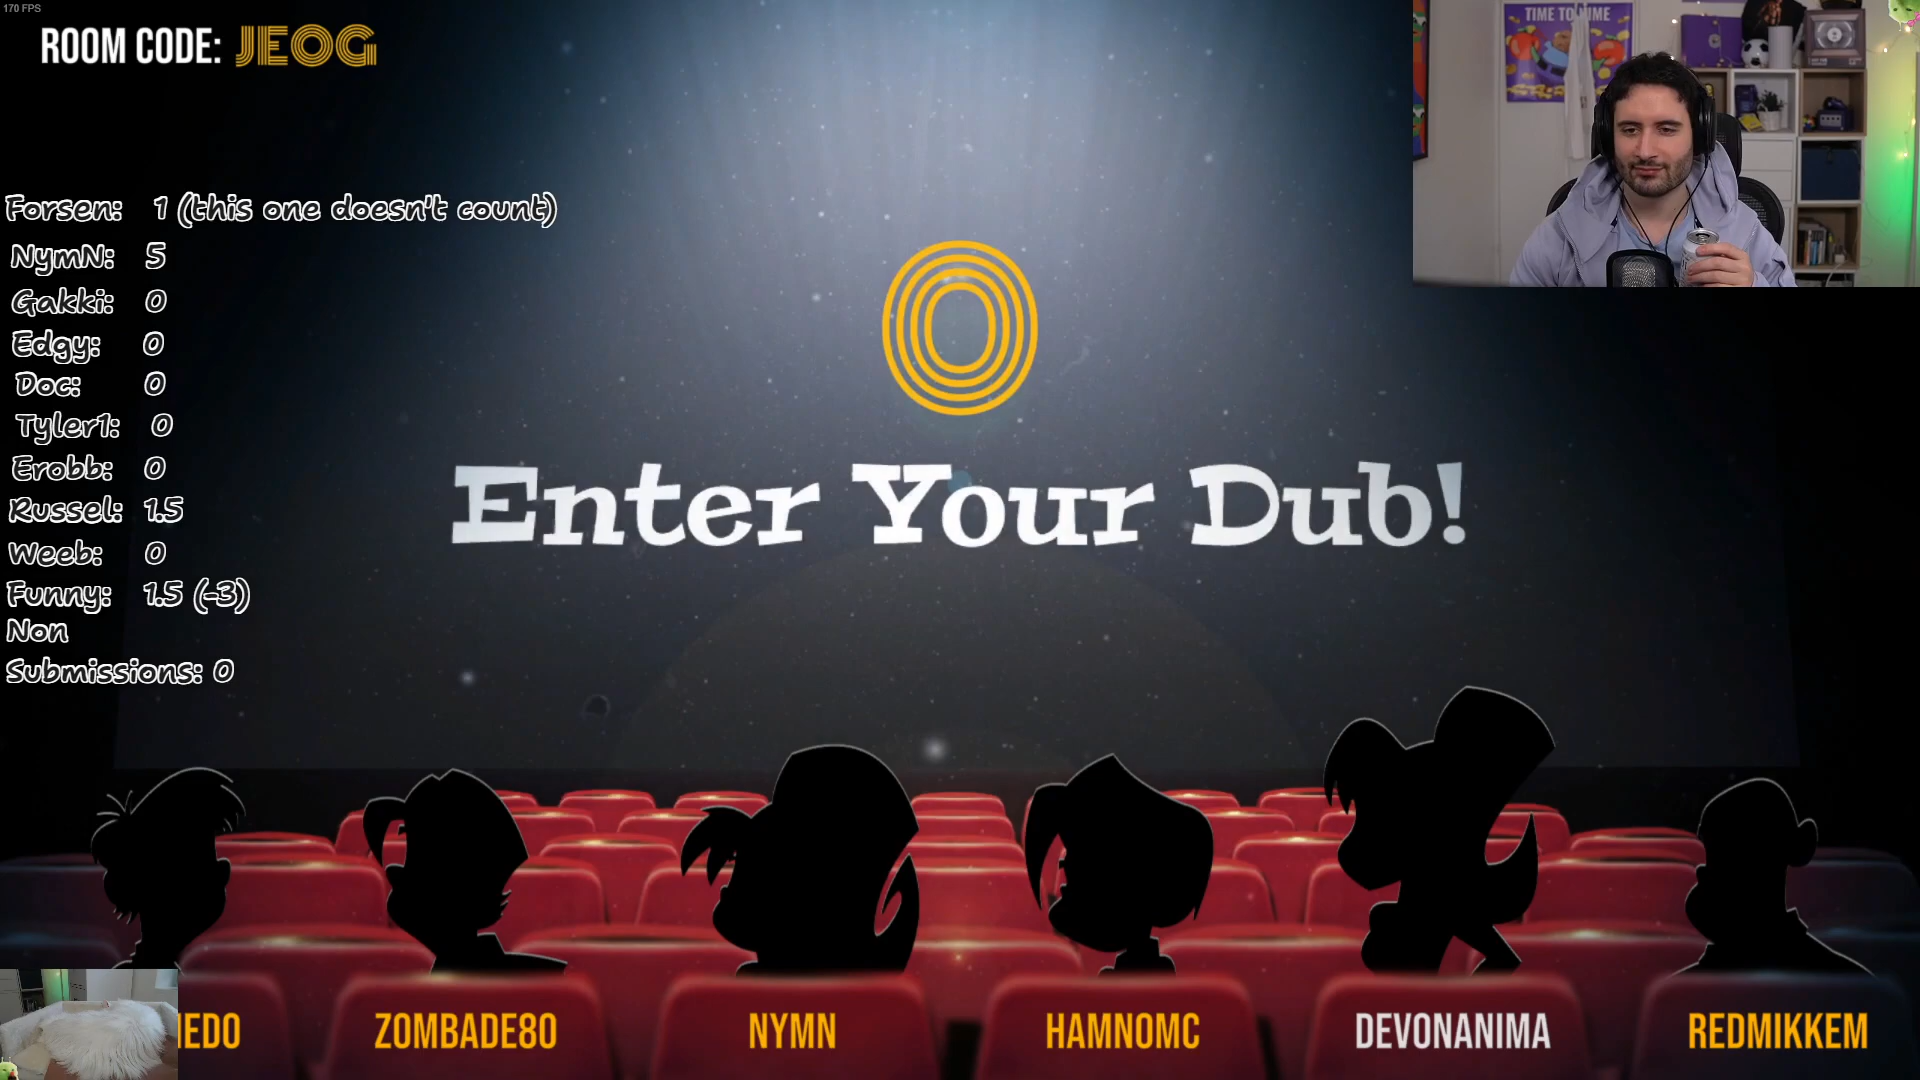 170 FPS
ROOM CODE: JEOG
TIME TO
Forsen: 1 (this one doesn't count)
NymN: 5
Gakki: 0
Edgy: 0
Doc: 0
Tyler1: 0
Erobb: 0
Russel: 1.5
Weeb: 0
Funny: 1.5 (-3)
Non
Submissions: 0
0
Enter Your Dub!
IEDO
ZOMBADE80
NYMN
HAMNOMC
DEVONANIMA
REDMIKKEM